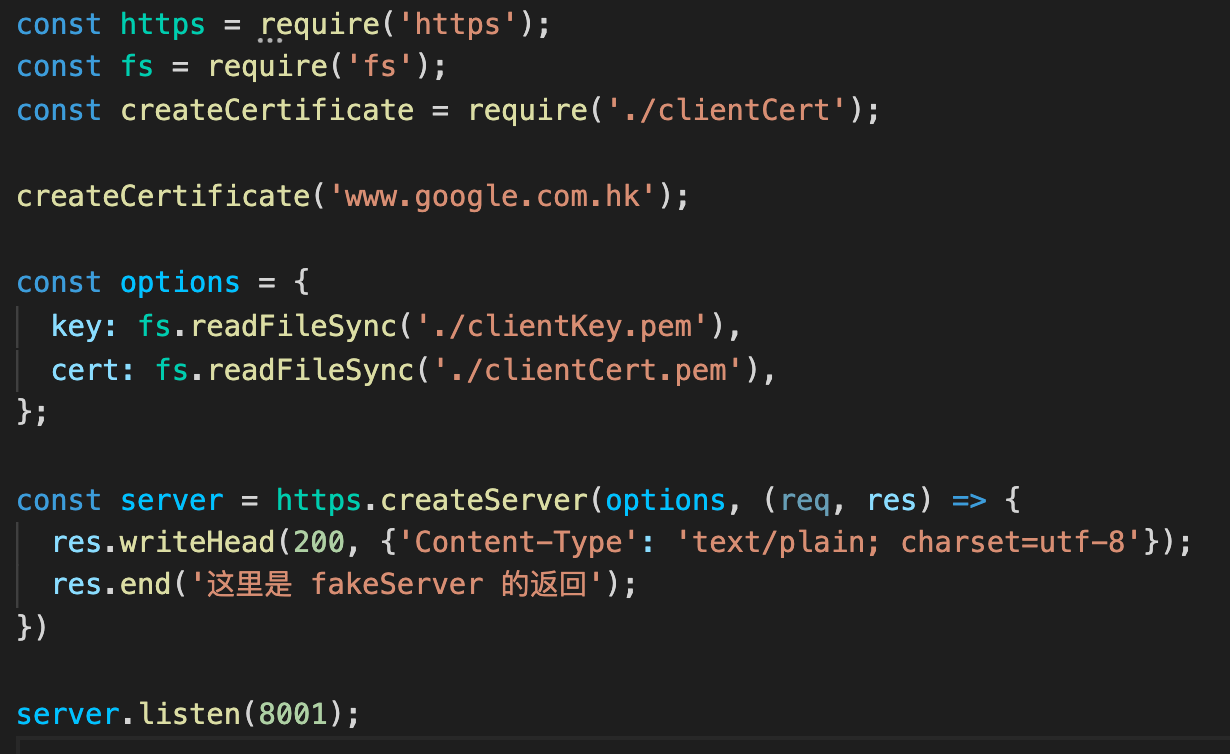 const https = require('https');
const fs = require('fs');
const createCertificate = require('./clientCert');
createCertificate('www.google.com.hk');
const options = {
  key: fs.readFileSync('./clientKey.pem'),
  cert: fs.readFileSync('./clientCert.pem'),
};
const server = https.createServer(options, (req, res) => {
  res.writeHead(200, {'Content-Type': 'text/plain; charset=utf-8'});
  res.end('这里是 fakeServer 的返回');
})
server.listen(8001);